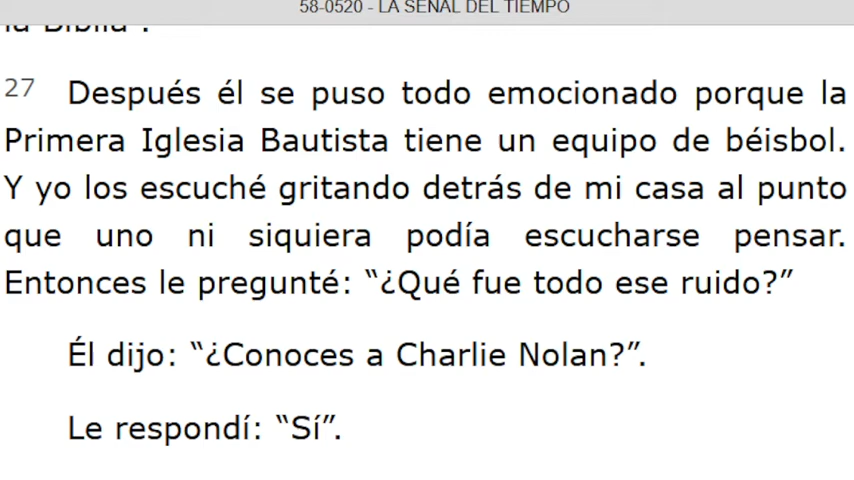 58-0520 - LA SEÑAL DEL TIEMPO
la Biblia".
27 Después él se puso todo emocionado porque la
Primera Iglesia Bautista tiene un equipo de béisbol.
Y yo los escuché gritando detrás de mi casa al punto
que uno ni siquiera podía escucharse pensar.
Entonces le pregunté: “¿Qué fue todo ese ruido?”
Él dijo: “¿Conoces a Charlie Nolan?”.
Le respondí: “Sí”.